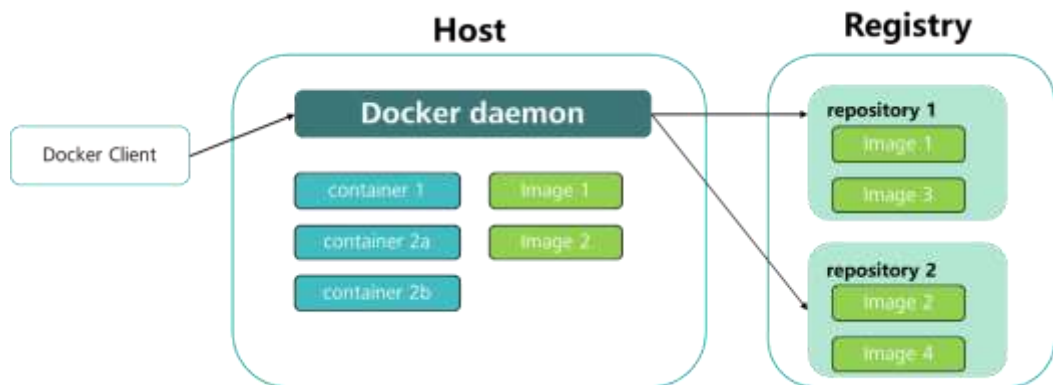 Host
Registry
Docker daemon
Docker Client
container 1
Image 1
container 2a
Image 2
container 2b
repository 1
Image 1
Image 3
repository 2
Image 2
Image 4